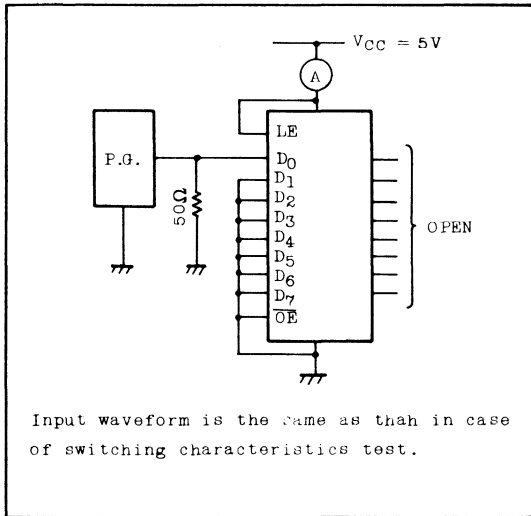 VCC = 5V
A
LE
P.G.
D0
D1
D2
D3
D4
D5
D6
D7
OE
50Ω
OPEN
Input waveform is the same as thah in case
of switching characteristics test.